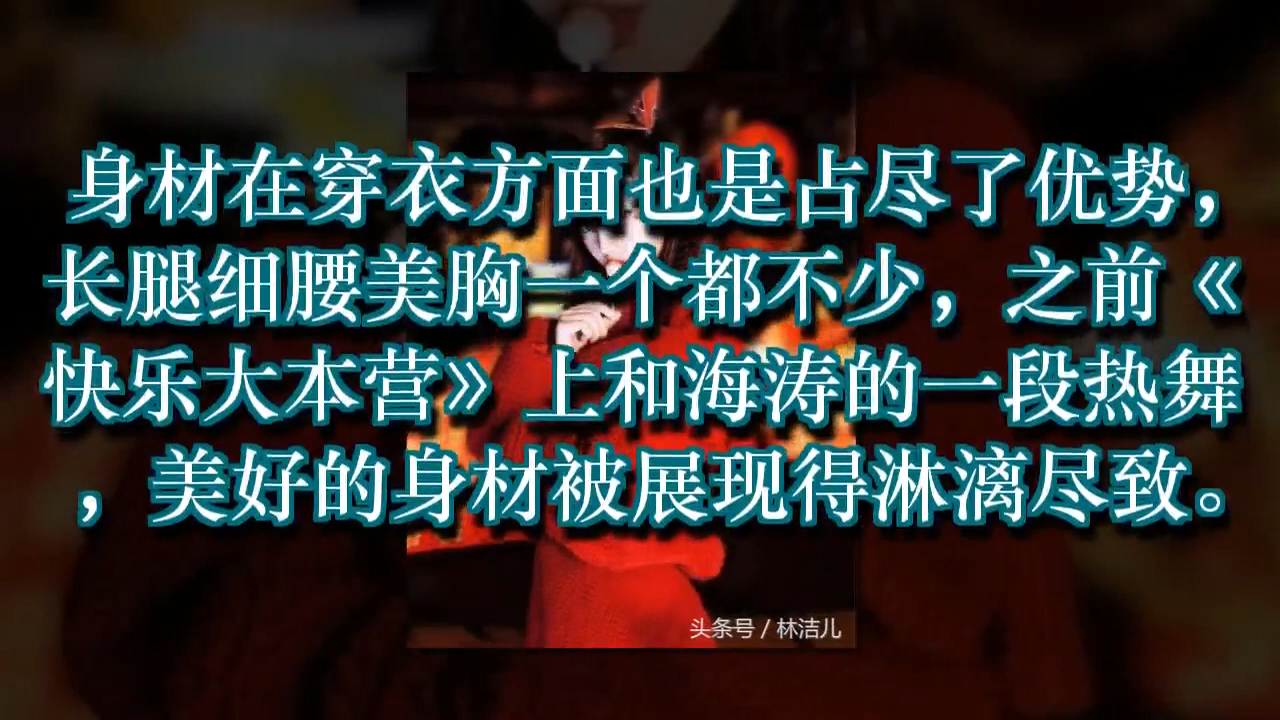 身材在穿衣方面也是占尽了优势，
长腿细腰美胸一个都不少，之前《
快乐大本营》上和海涛的一段热舞
，美好的身材被展现得淋漓尽致。
头条号 / 林洁儿